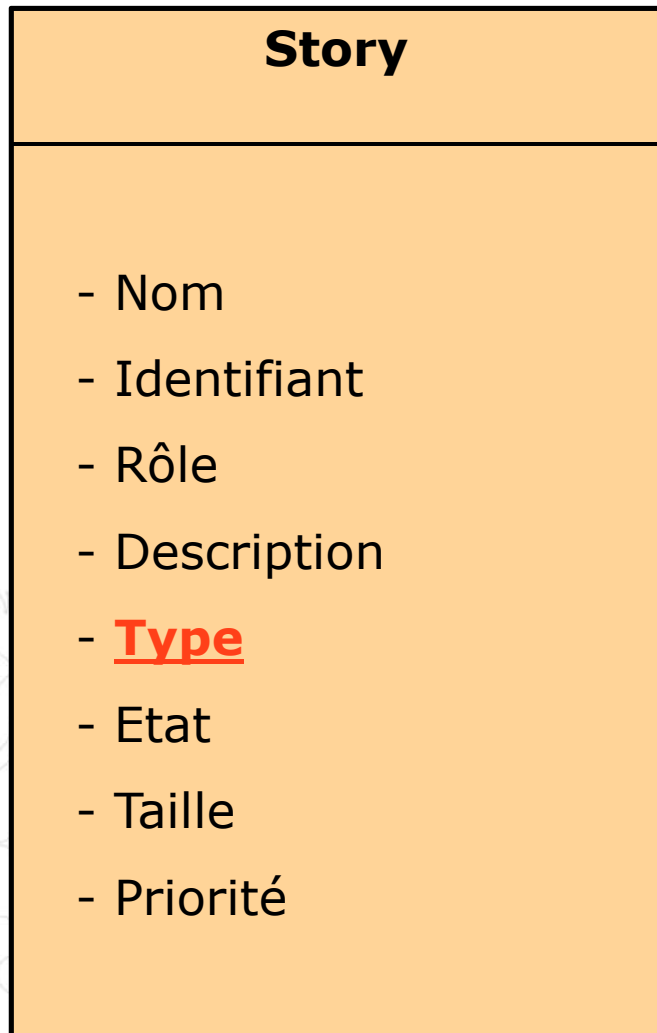 Story
- Nom
- Identifiant
- Rôle
- Description
- Type
- Etat
- Taille
- Priorité